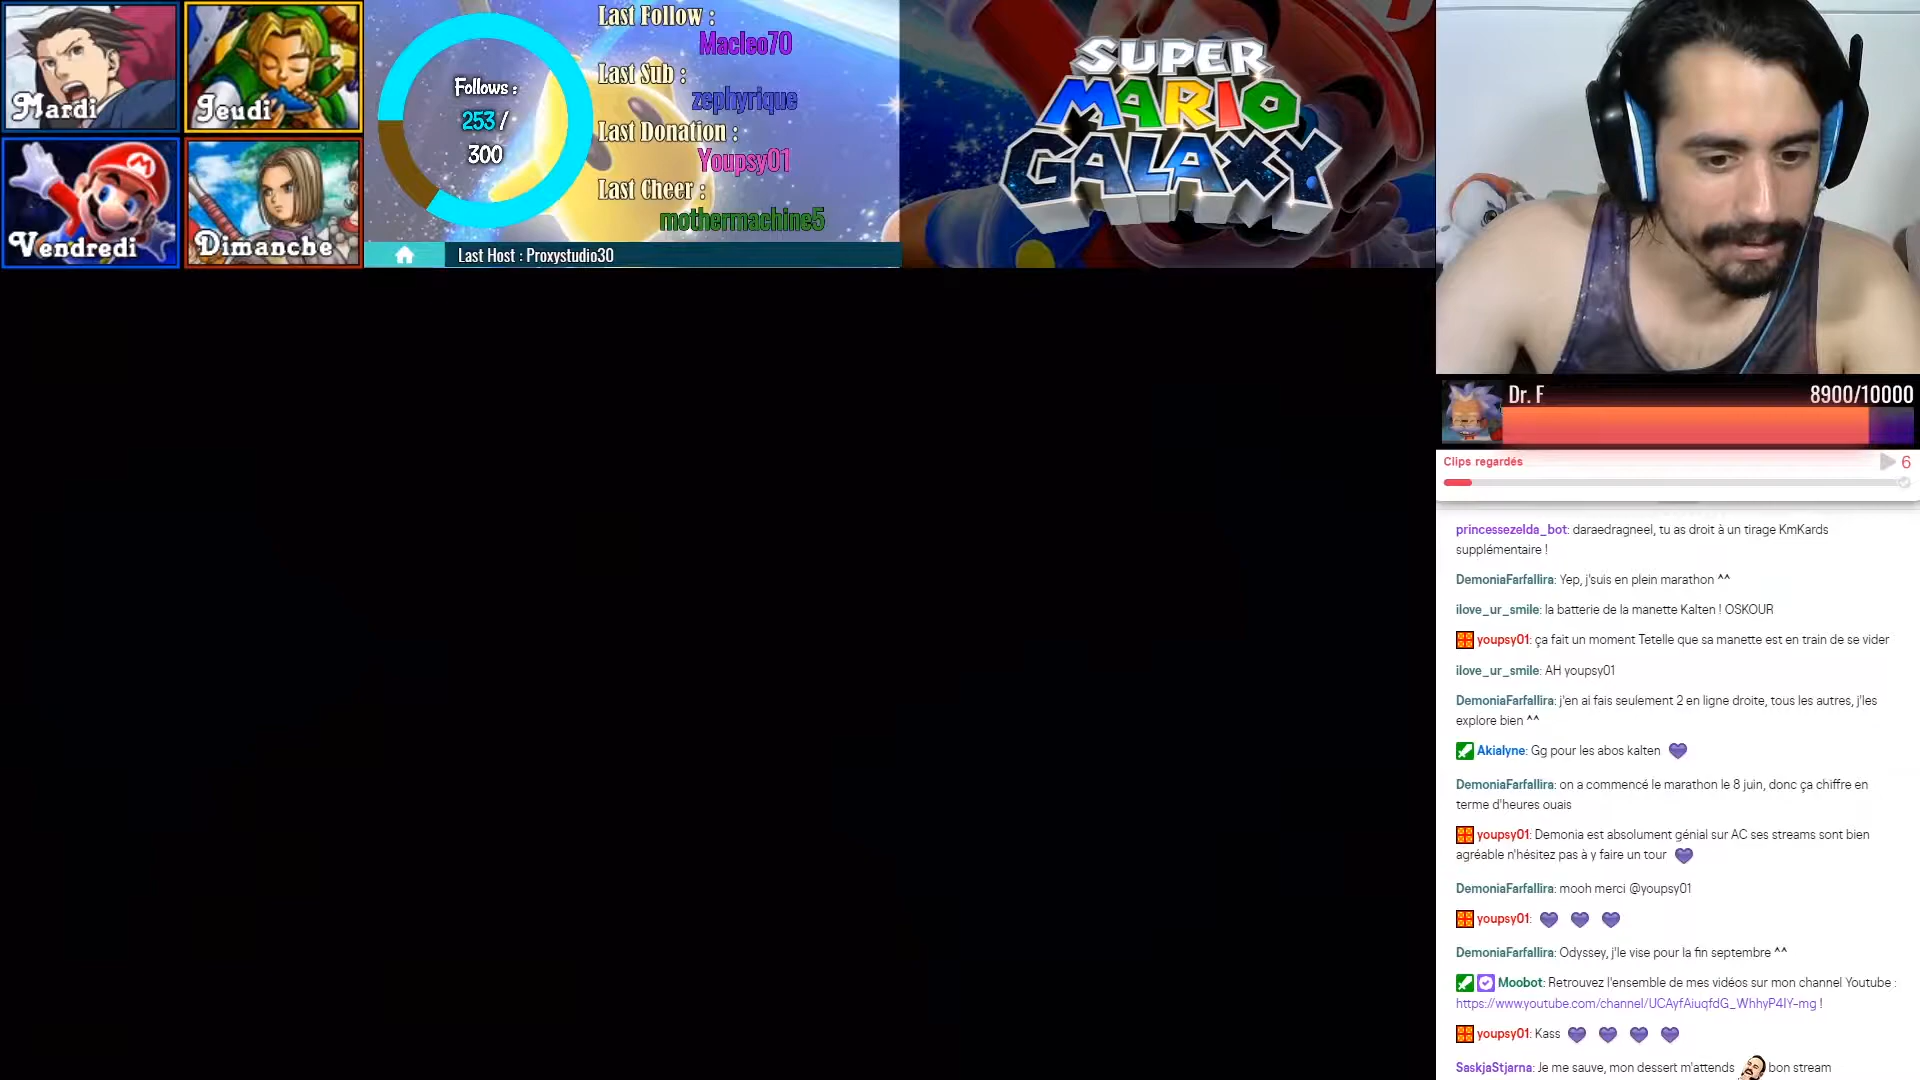 Mardi
Jeudi
Vendredi
Dimanche
Follows :
253 /
300
Last Follow :
Macleo70
Last Sub :
zephyrique
Last Donation :
Youpsy01
Last Cheer :
mothermachine5
Last Host : Proxystudio30
SUPER
MARIO
GALAXY
Dr. F
8900/10000
Clips regardés
6
princessezelda_bot: daraedragneel, tu as droit à un tirage KmKards
supplémentaire !
DemoniaFarfallira: Yep, j'suis en plein marathon ^^
ilove_ur_smile: la batterie de la manette Kalten ! OSKOUR
youpsy01: ça fait un moment Tetelle que sa manette est en train de se vider
ilove_ur_smile: AH youpsy01
DemoniaFarfallira: j'en ai fais seulement 2 en ligne droite, tous les autres, j'les
explore bien ^^
Akialyne: Gg pour les abos kalten
DemoniaFarfallira: on a commencé le marathon le 8 juin, donc ça chiffre en
terme d'heures ouais
youpsy01: Demonia est absolument génial sur AC ses streams sont bien
agréable n'hésitez pas à y faire un tour
DemoniaFarfallira: mooh merci @youpsy01
youpsy01:
DemoniaFarfallira: Odyssey, j'le vise pour la fin septembre ^^
Moobot: Retrouvez l'ensemble de mes vidéos sur mon channel Youtube :
https://www.youtube.com/channel/UCAyfAiuqfdG_WhhyP4IY-mg !
youpsy01: Kass
SaskjaStjarna: Je me sauve, mon dessert m'attends bon stream